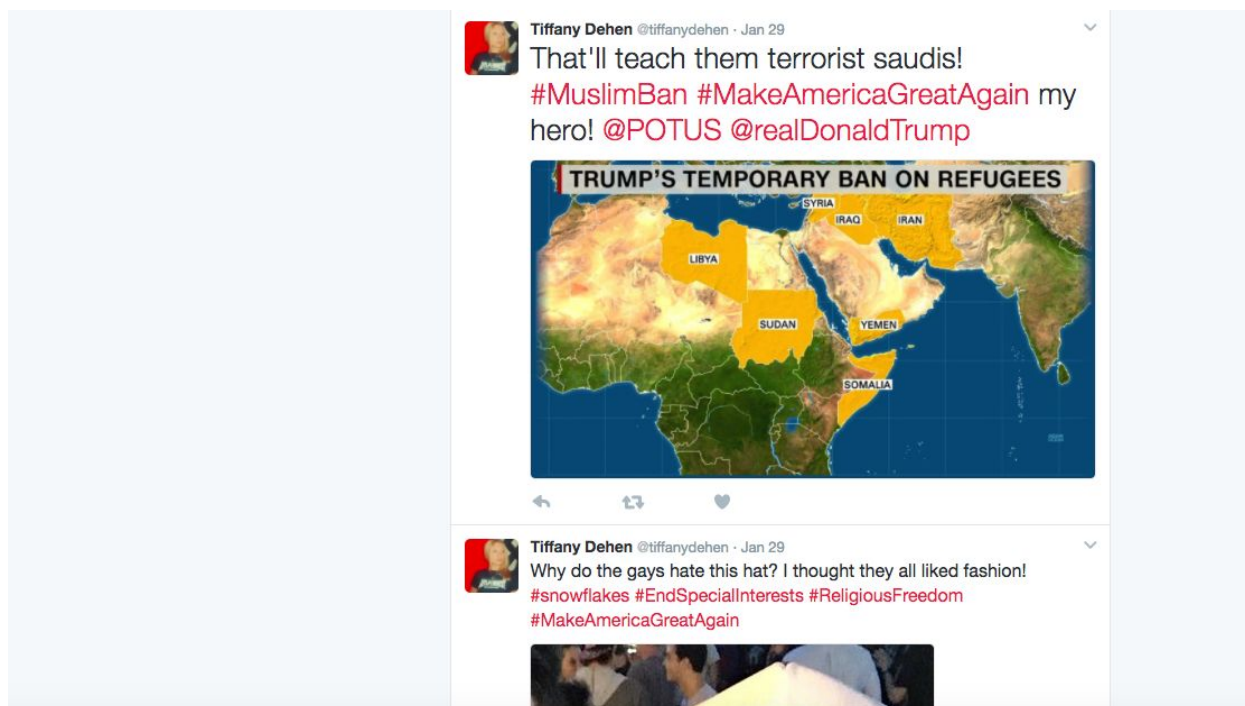 Tiffany Dehen @tiffanydehen · Jan 29
That'll teach them terrorist saudis!
#MuslimBan #MakeAmericaGreatAgain my
hero! @POTUS @realDonaldTrump
TRUMP'S TEMPORARY BAN ON REFUGEES
SYRIA
IRAQ
IRAN
LIBYA
SUDAN
YEMEN
SOMALIA
Tiffany Dehen @tiffanydehen · Jan 29
Why do the gays hate this hat? I thought they all liked fashion!
#snowflakes #EndSpecialInterests #ReligiousFreedom
#MakeAmericaGreatAgain